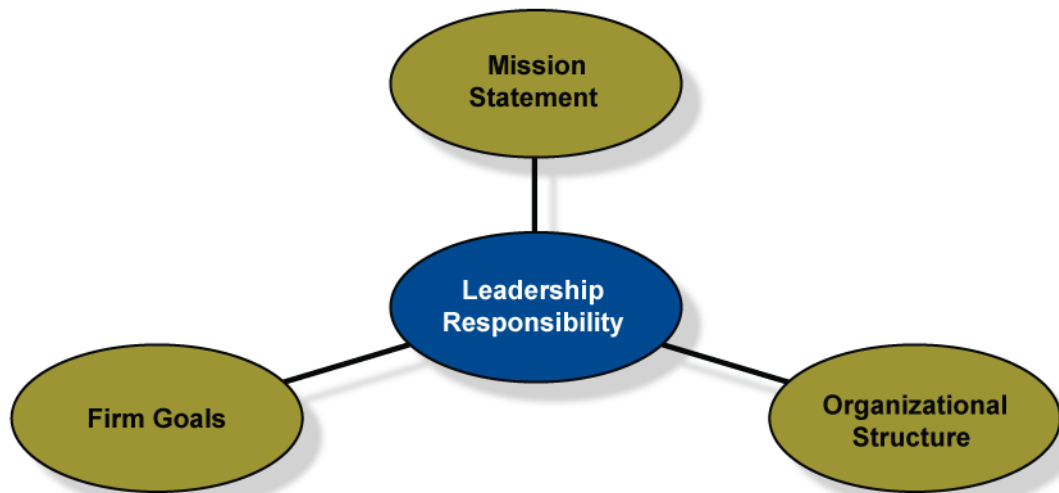 Mission
Statement
Leadership
Responsibility
Firm Goals
Organizational
Structure